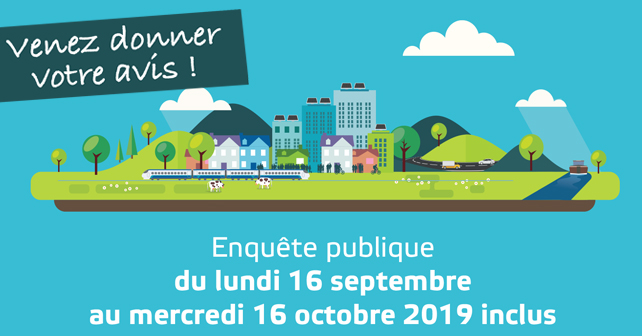 Venez donner
votre avis !
Enquête publique
du lundi 16 septembre
au mercredi 16 octobre 2019 inclus